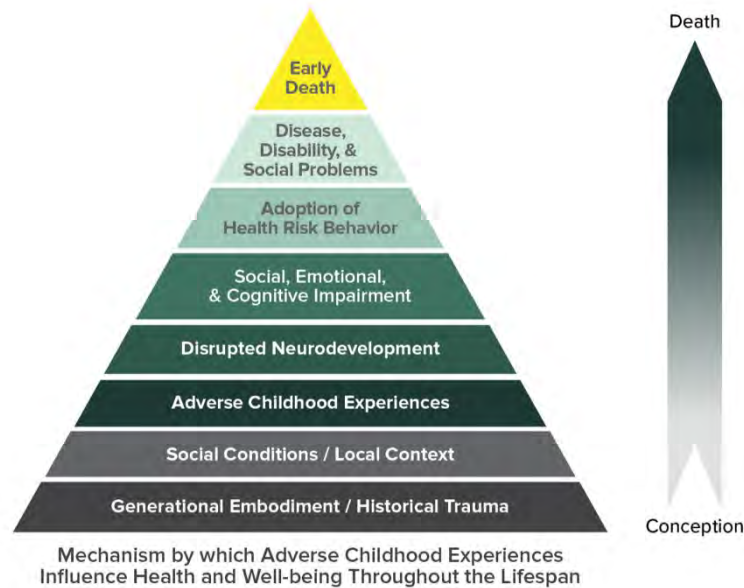 Death
Early
Death
Disease,
Disability, &
Social Problems
Adoption of
Health Risk Behavior
Social, Emotional,
& Cognitive Impairment
Disrupted Neurodevelopment
Adverse Childhood Experiences
Social Conditions / Local Context
Generational Embodiment / Historical Trauma
Conception
Mechanism by which Adverse Childhood Experiences
Influence Health and Well-being Throughout the Lifespan